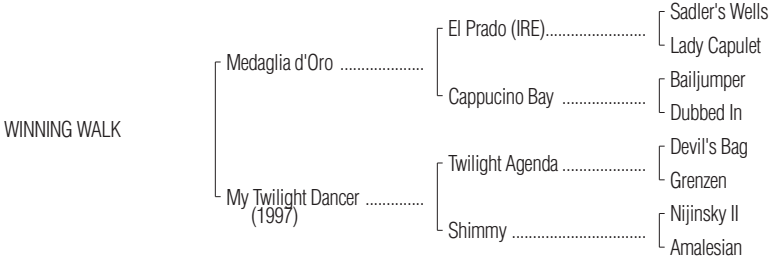 Sadler's Wells
El Prado (IRE)........................
Lady Capulet
Medaglia d'Oro ....................
Bailjumper
Cappucino Bay ....................
Dubbed In
WINNING WALK
Devil's Bag
Twilight Agenda .....................
Grenzen
My Twilight Dancer ..............
(1997)
Nijinsky II
Shimmy ................................
Amalesian